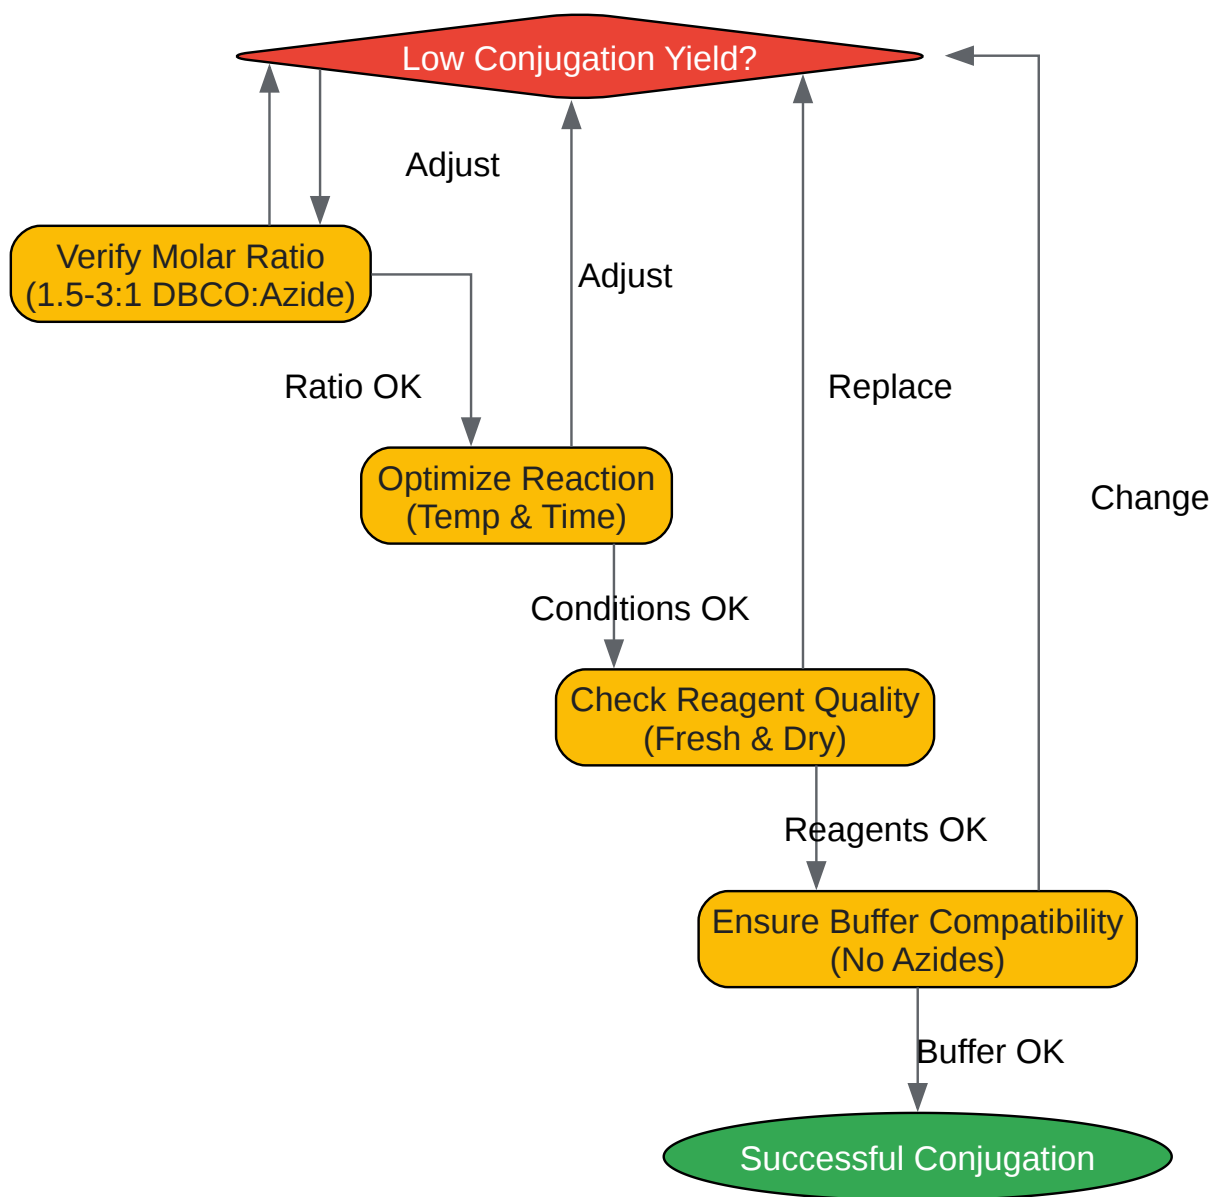 Low Conjugation Yield?
Adjust
Verify Molar Ratio
(1.5-3:1 DBCO:Azide)
Adjust
Ratio OK
Replace
Optimize Reaction
(Temp & Time)
Change
Conditions OK
Check Reagent Quality
(Fresh & Dry)
Reagents OK
Ensure Buffer Compatibility
(No Azides)
Buffer OK
Successful Conjugation